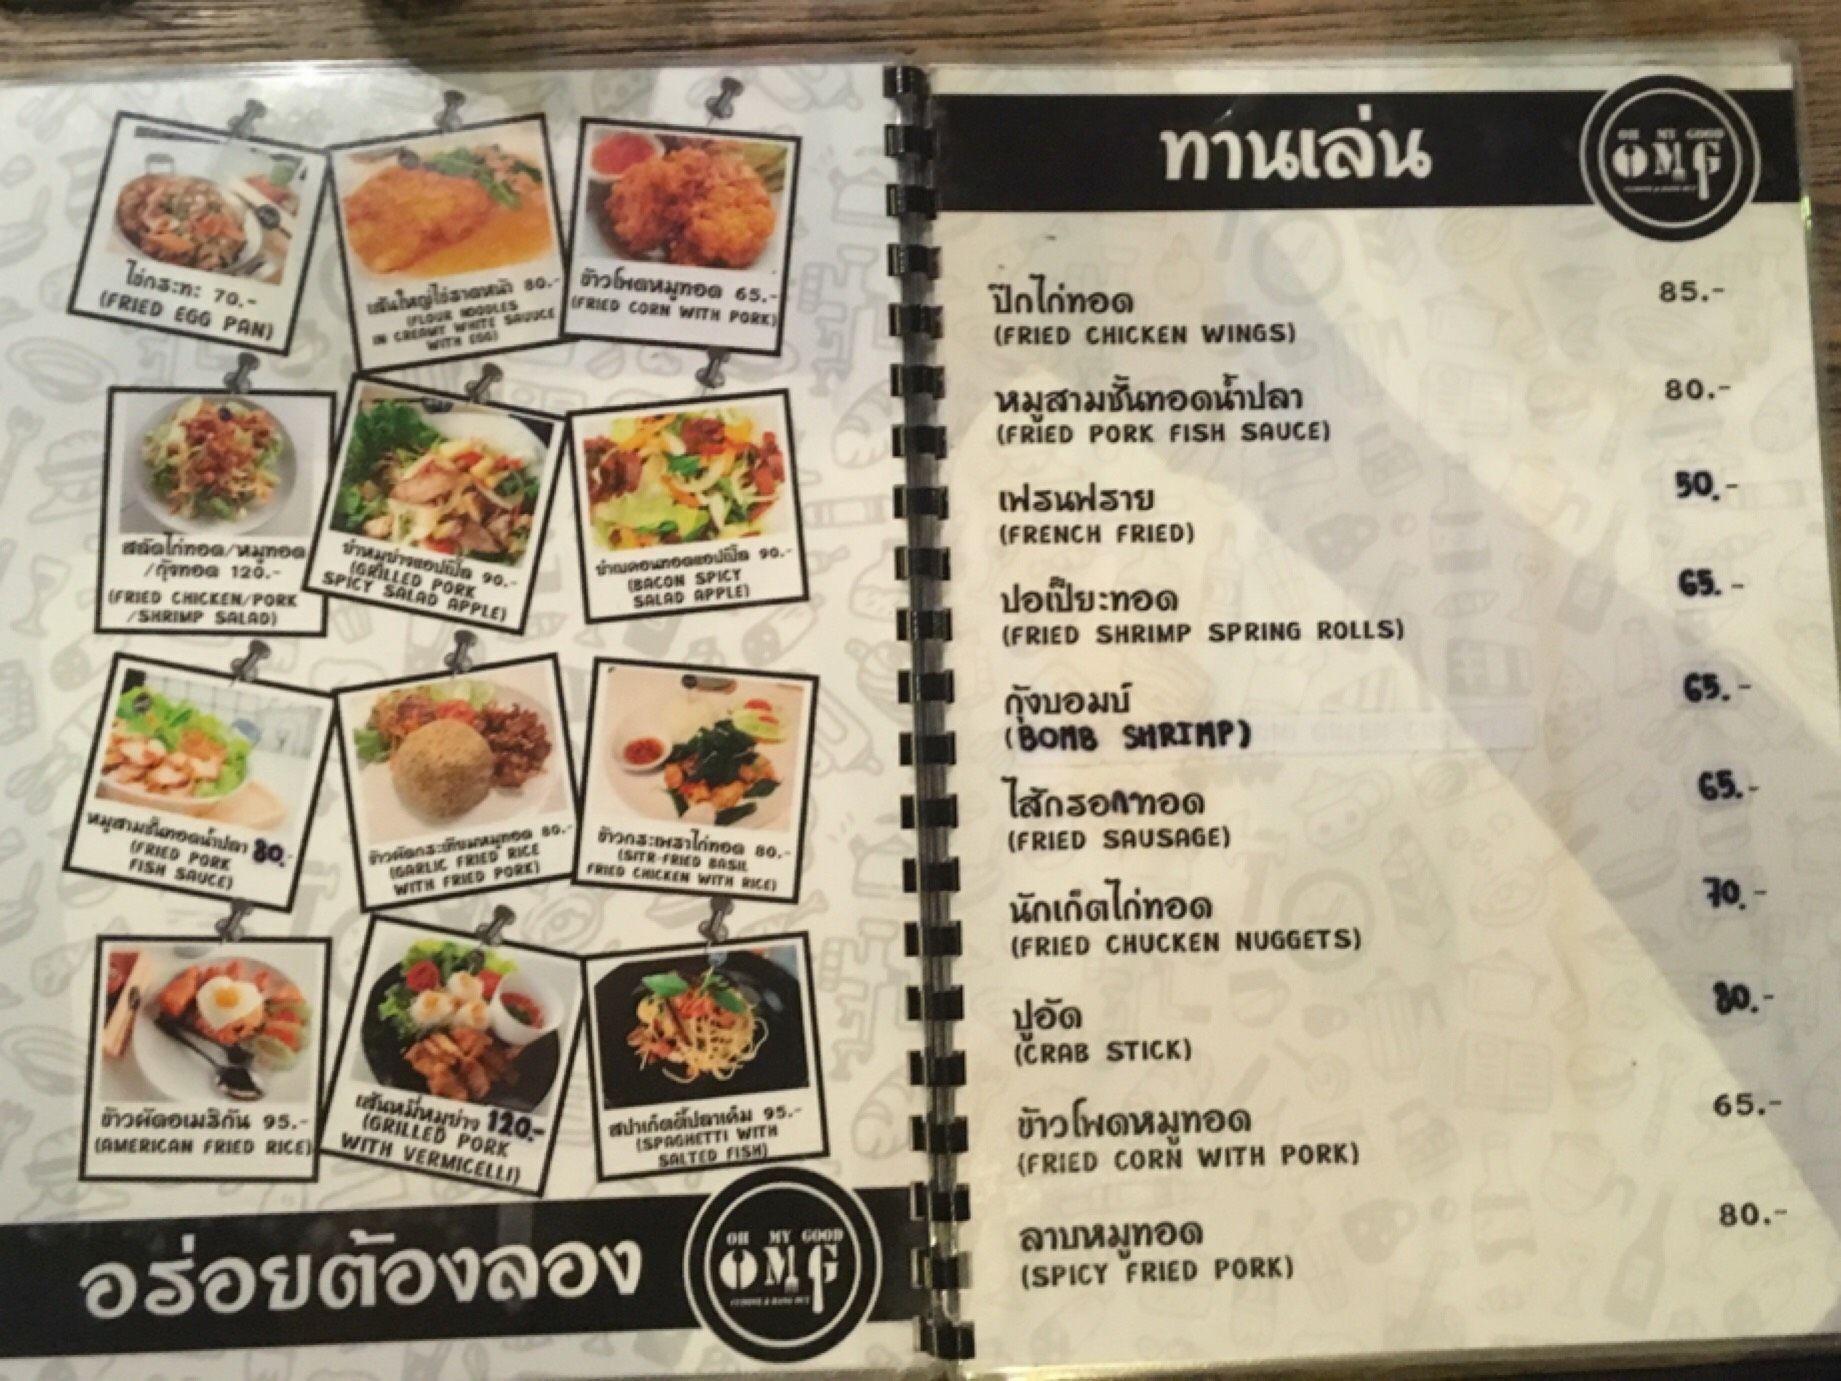 ไข่กระทะ 70.-
(FRIED EGG PAN)
เส้นใหญ่ไข่ราดหน้า 80.-
(FLOUR NOODLES
IN CREAMY WHITE SAUUCE
WITH EGG)
ข้าวโพดหมูทอด 65.-
(FRIED CORN WITH PORK)
สลัดไก่ทอด/หมูทอด
/กุ้งทอด 120.-
(FRIED CHICKEN/PORK
/SHRIMP SALAD)
ยำหมูย่างแอปเปิ้ล 90.-
(GRILLED PORK
SPICY SALAD APPLE)
ยำเบคอนทอดแอปเปิ้ล 90.-
(BACON SPICY
SALAD APPLE)
หมูสามชั้นทอดน้ำปลา 80.-
(FRIED PORK
FISH SAUCE)
ข้าวผัดกระเทียมหมูทอด 80.-
(GARLIC FRIED RICE
WITH FRIED PORK)
ข้าวกระเพราไก่ทอด 80.-
(SITR-FRIED BASIL
FRIED CHICKEN WITH RICE)
ข้าวผัดอเมริกัน 95.-
(AMERICAN FRIED RICE)
เส้นหมี่หมูย่าง 120.-
(GRILLED PORK
WITH VERMICELLI)
สปาเก็ตตี้ปลาเค็ม 95.-
(SPAGHETTI WITH
SALTED FISH)
อร่อยต้องลอง
OH MY GOOD
OMG
ทานเล่น
OH MY GOOD
OMG
ปีกไก่ทอด 85.-
(FRIED CHICKEN WINGS)
หมูสามชั้นทอดน้ำปลา 80.-
(FRIED PORK FISH SAUCE)
เฟรนฟราย 50.-
(FRENCH FRIED)
ปอเปี๊ยะทอด 65.-
(FRIED SHRIMP SPRING ROLLS)
กุ้งบอมบ์ 65.-
(BOMB SHRIMP)
ไส้กรอกทอด 65.-
(FRIED SAUSAGE)
นักเก็ตไก่ทอด 70.-
(FRIED CHUCKEN NUGGETS)
ปูอัด 80.-
(CRAB STICK)
ข้าวโพดหมูทอด 65.-
(FRIED CORN WITH PORK)
ลาบหมูทอด 80.-
(SPICY FRIED PORK)